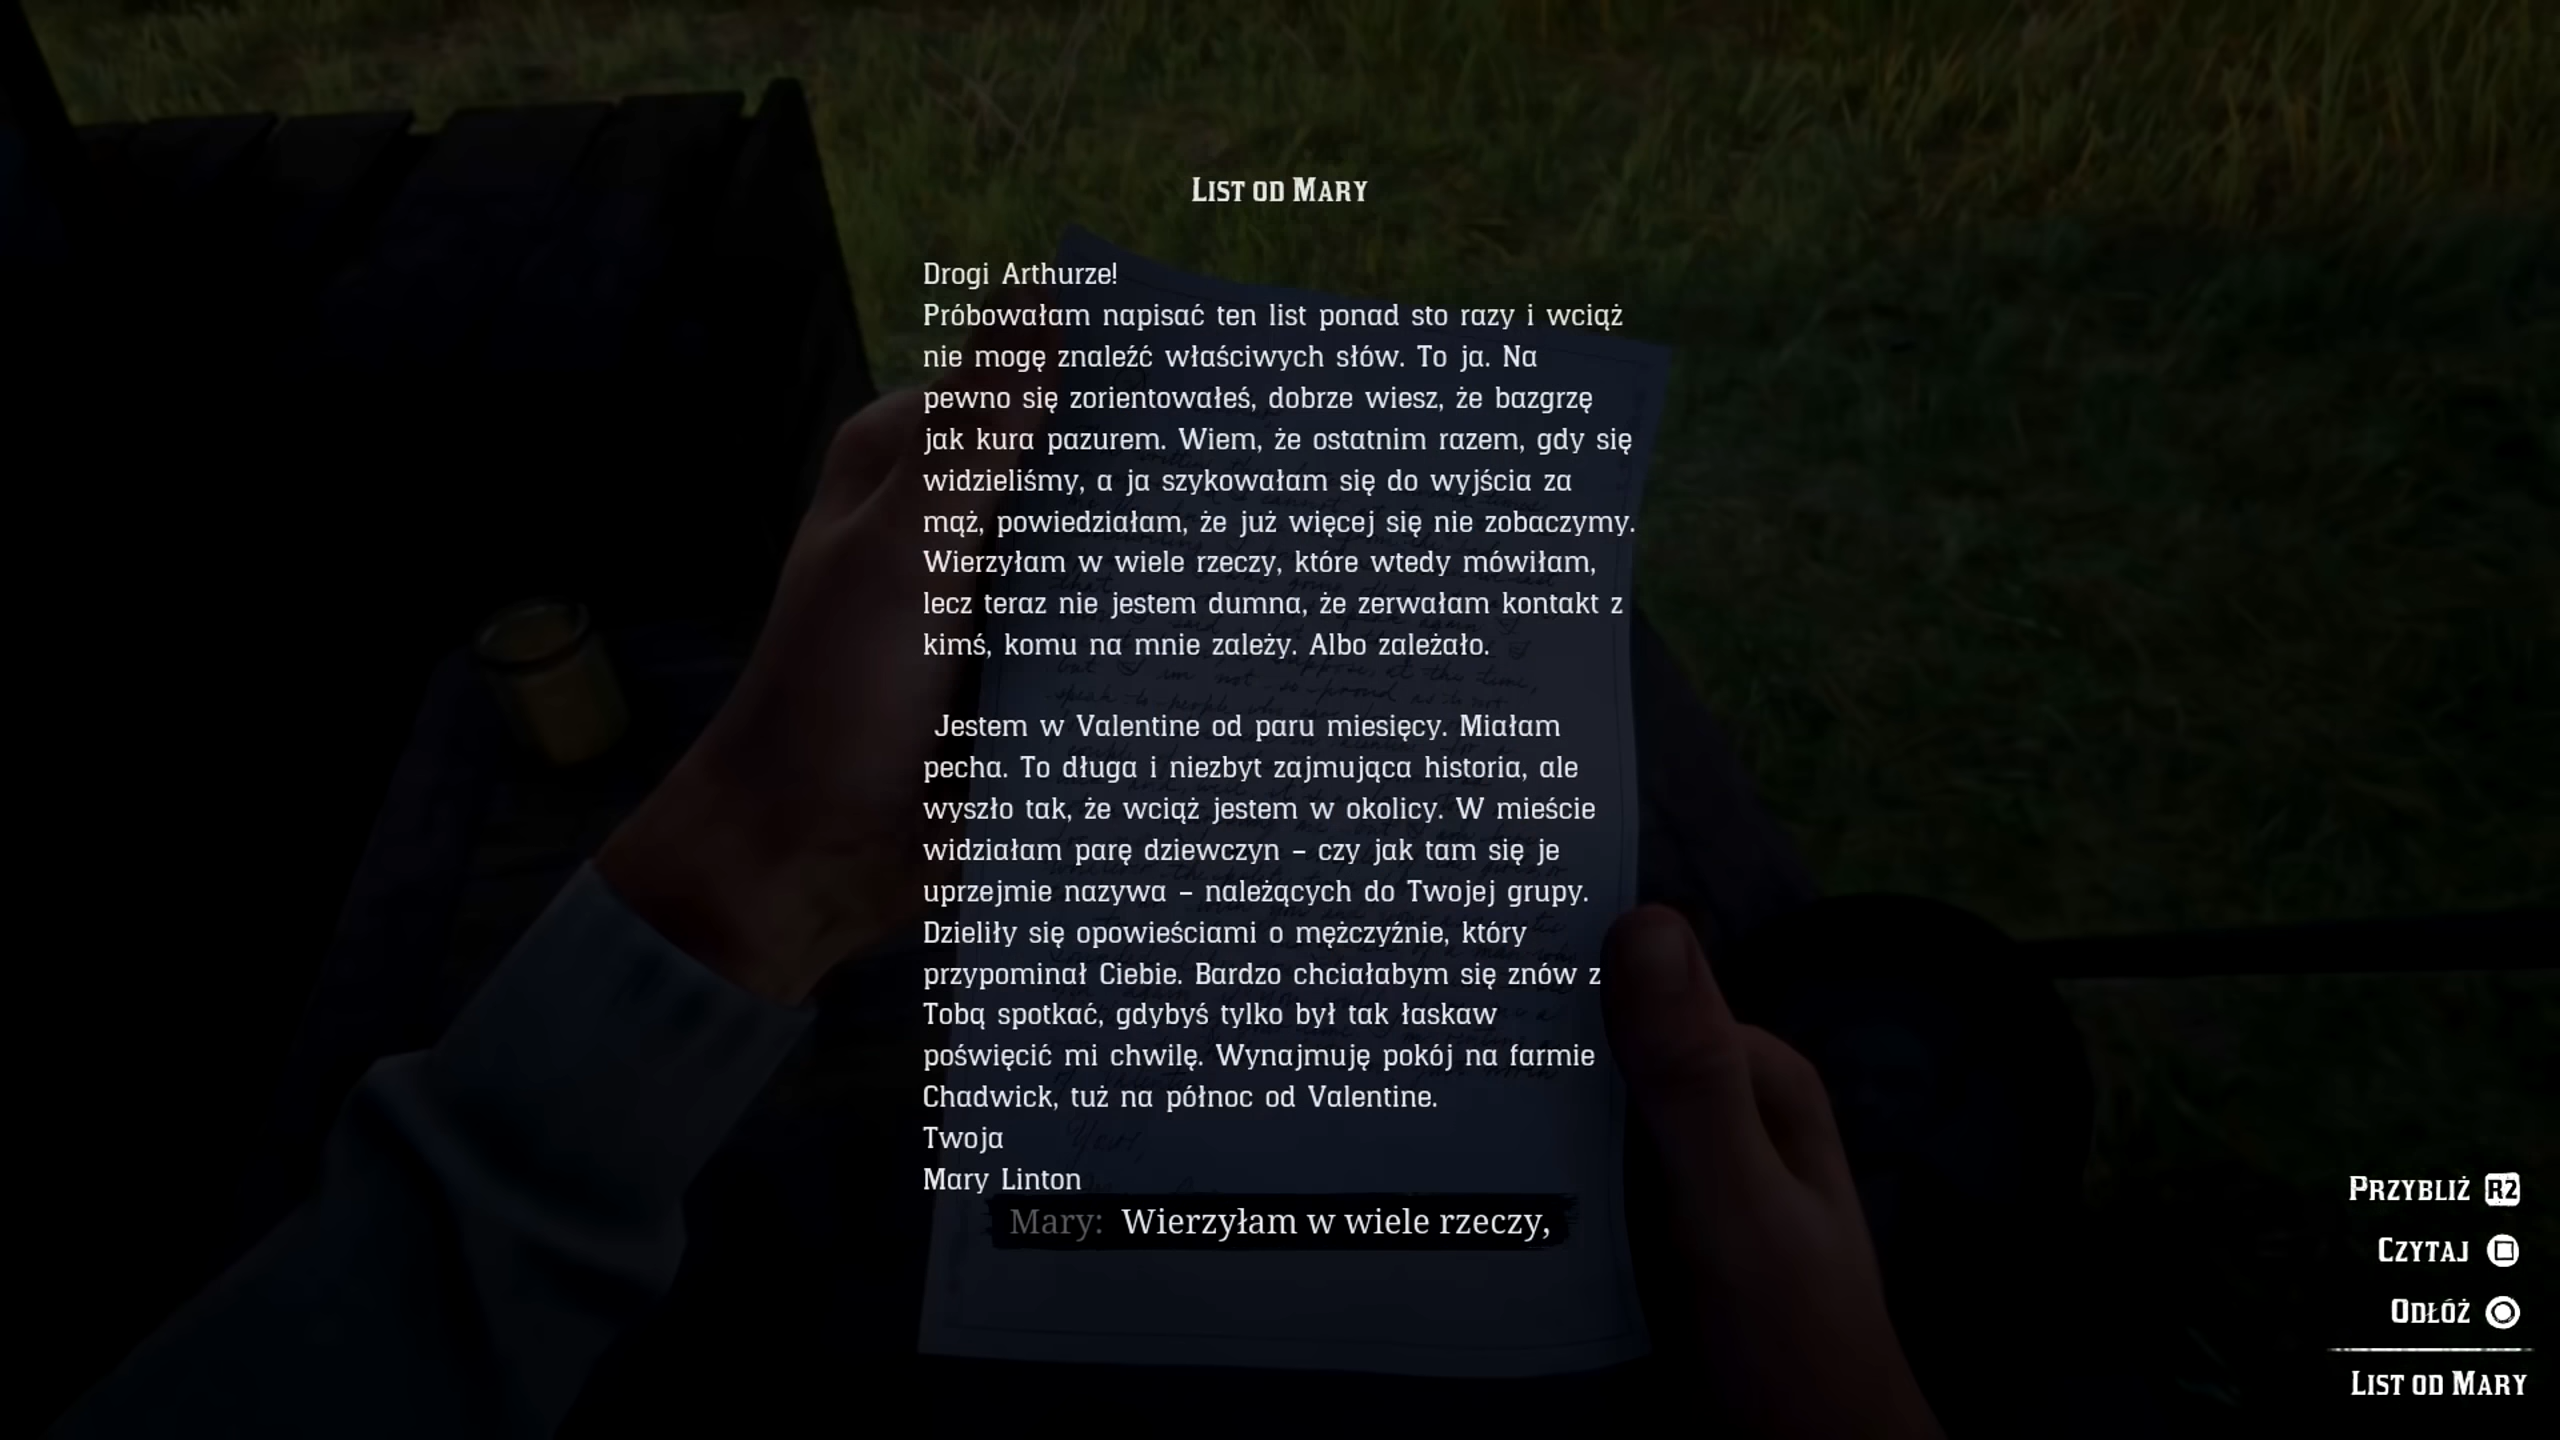 List od Mary
Drogi Arthurze!
Próbowałam napisać ten list ponad sto razy i wciąż
nie mogę znaleźć właściwych słów. To ja. Na
pewno się zorientowałeś, dobrze wiesz, że bazgrzę
jak kura pazurem. Wiem, że ostatnim razem, gdy się
widzieliśmy, a ja szykowałam się do wyjścia za
mąż, powiedziałam, że już więcej się nie zobaczymy.
Wierzyłam w wiele rzeczy, które wtedy mówiłam,
lecz teraz nie jestem dumna, że zerwałam kontakt z
kimś, komu na mnie zależy. Albo zależało.
Jestem w Valentine od paru miesięcy. Miałam
pecha. To długa i niezbyt zajmująca historia, ale
wyszło tak, że wciąż jestem w okolicy. W mieście
widziałam parę dziewczyn – czy jak tam się je
uprzejmie nazywa – należących do Twojej grupy.
Dzieliły się opowieściami o mężczyźnie, który
przypominał Ciebie. Bardzo chciałabym się znów z
Tobą spotkać, gdybyś tylko był tak łaskaw
poświęcić mi chwilę. Wynajmuję pokój na farmie
Chadwick, tuż na północ od Valentine.
Twoja
Mary Linton
Mary: Wierzyłam w wiele rzeczy,
Przybliż R2
Czytaj
Odłóż
List od Mary